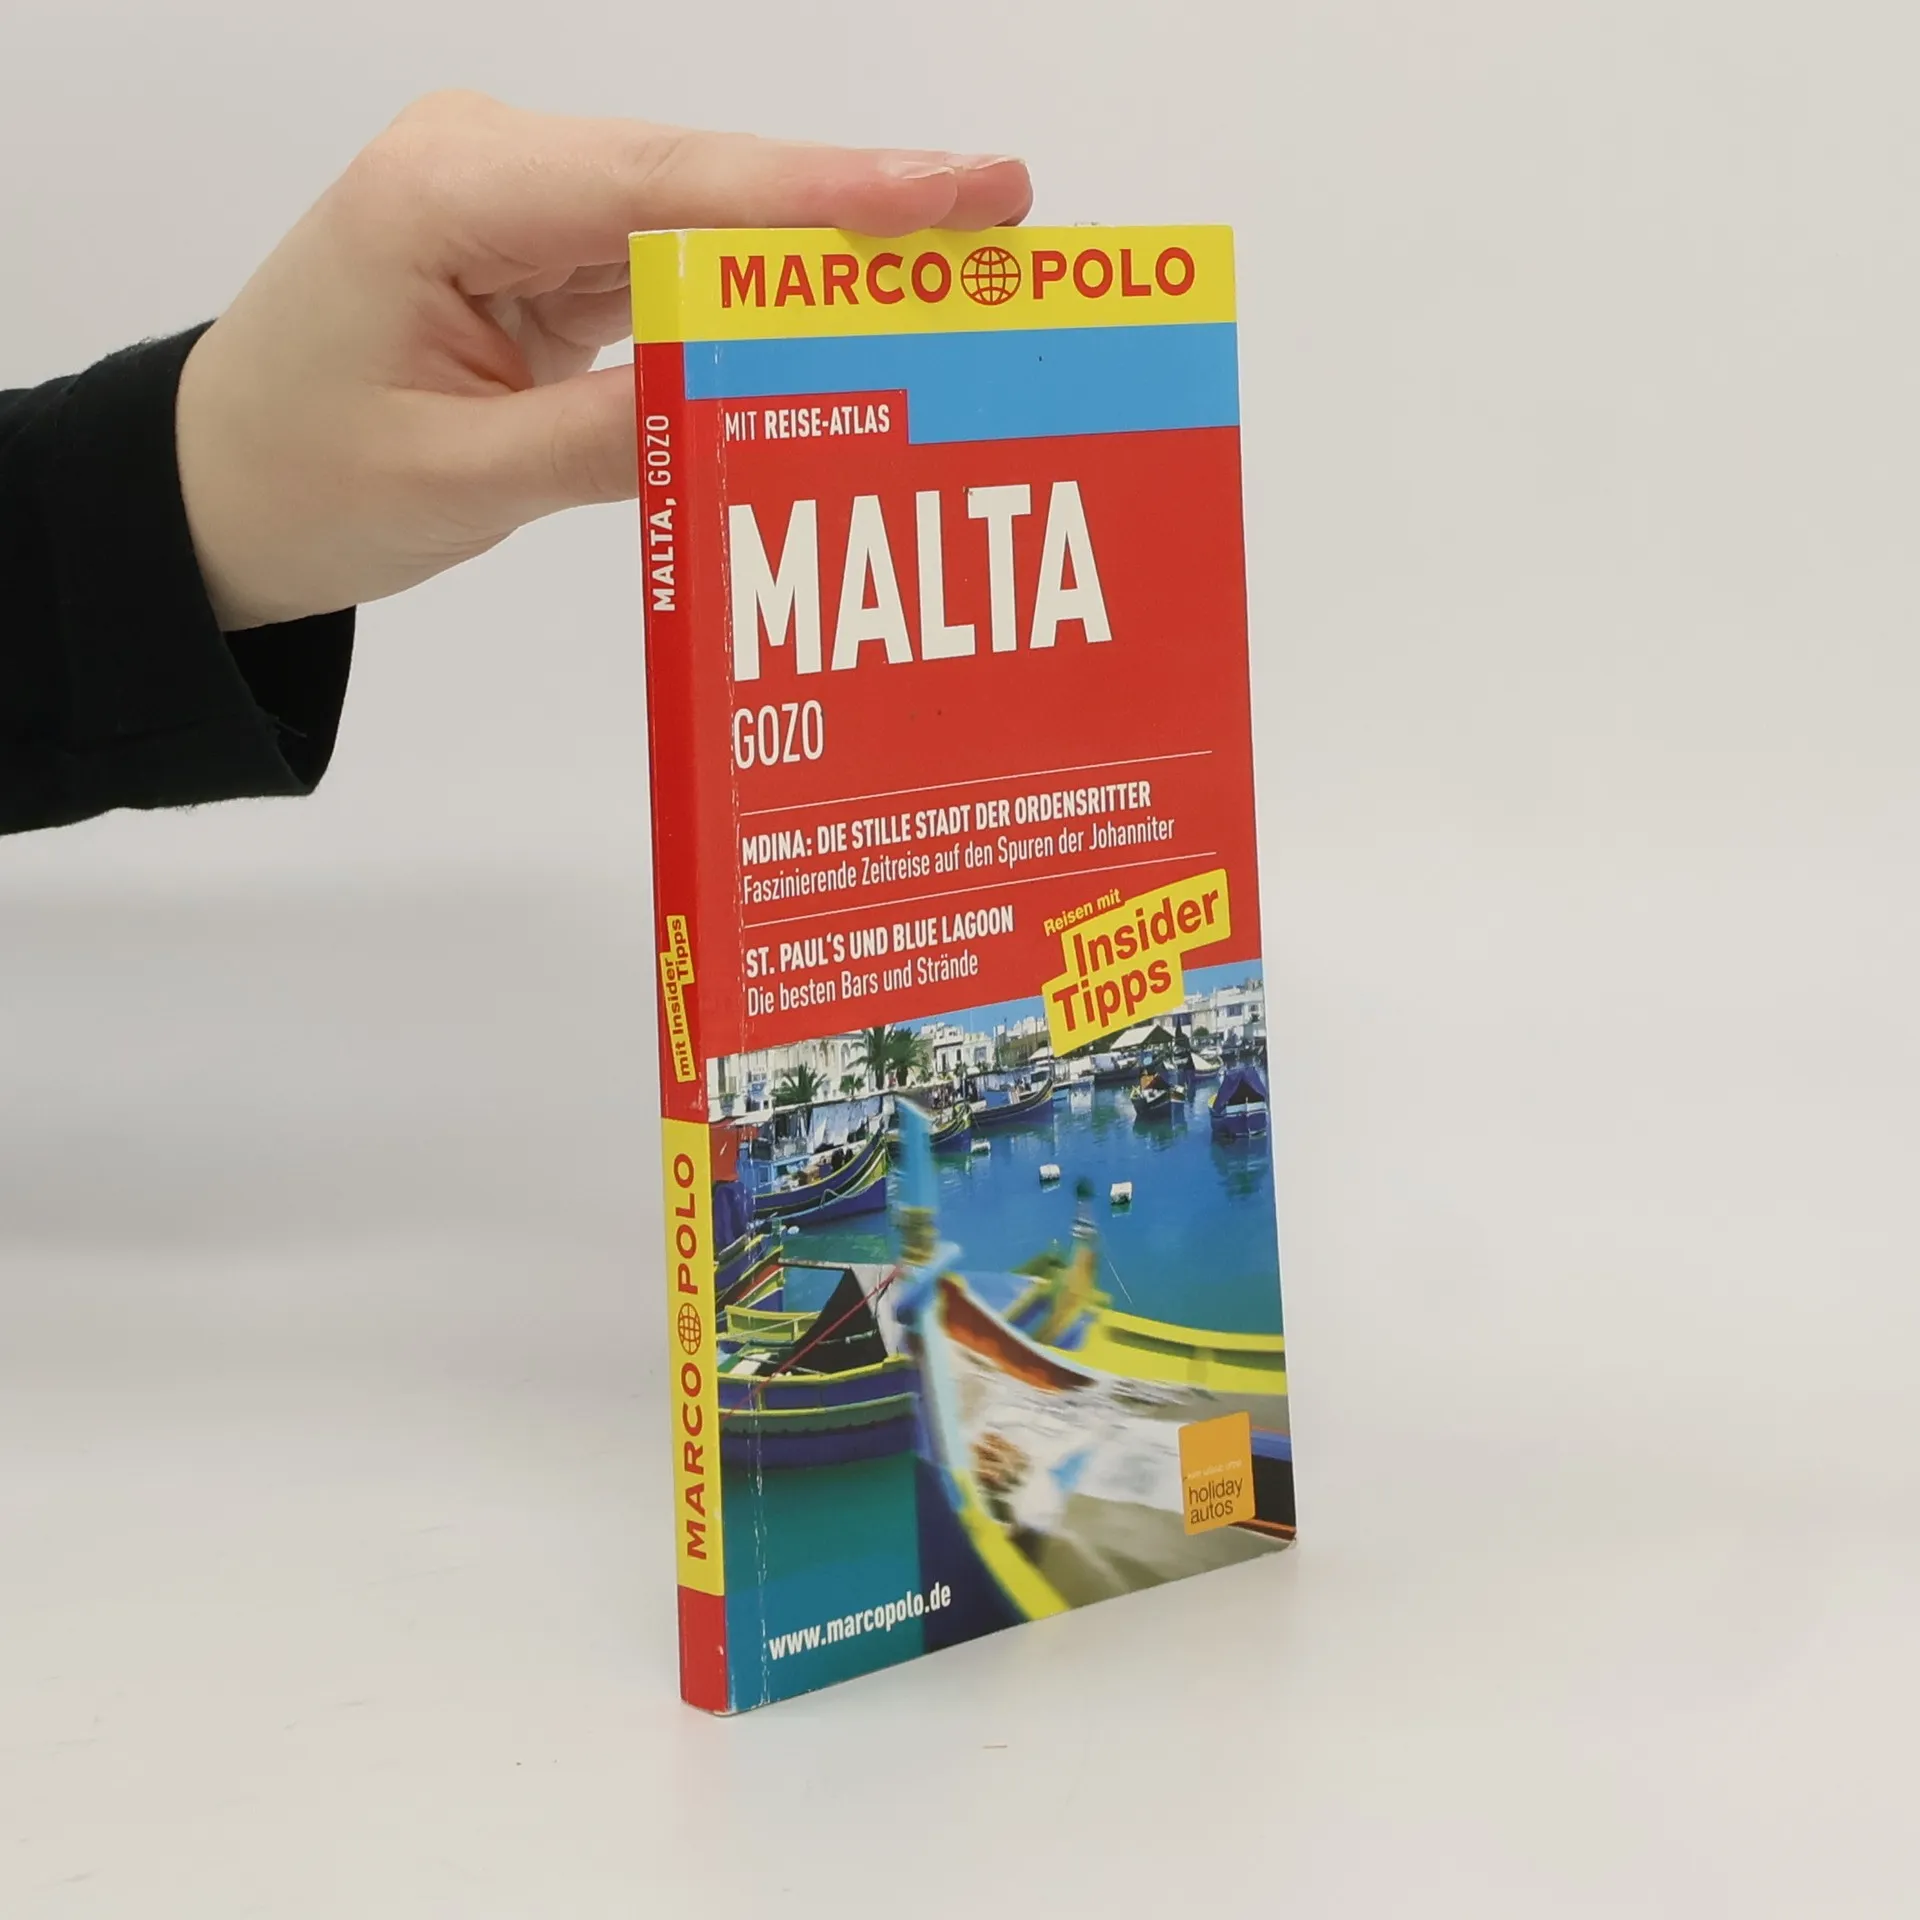 MARCO POLO
MIT REISE-ATLAS
MALTA
GOZO
MDINA: DIE STILLE STADT DER ORDENSRITTER
Faszinierende Zeitreise auf den Spuren der Johanniter
ST. PAUL'S UND BLUE LAGOON
Die besten Bars und Strände
Reisen mit
Insider
Tipps
holiday
autos
www.marcopolo.de
MALTA, GOZO
mit Insider
Tipps
MARCO POLO